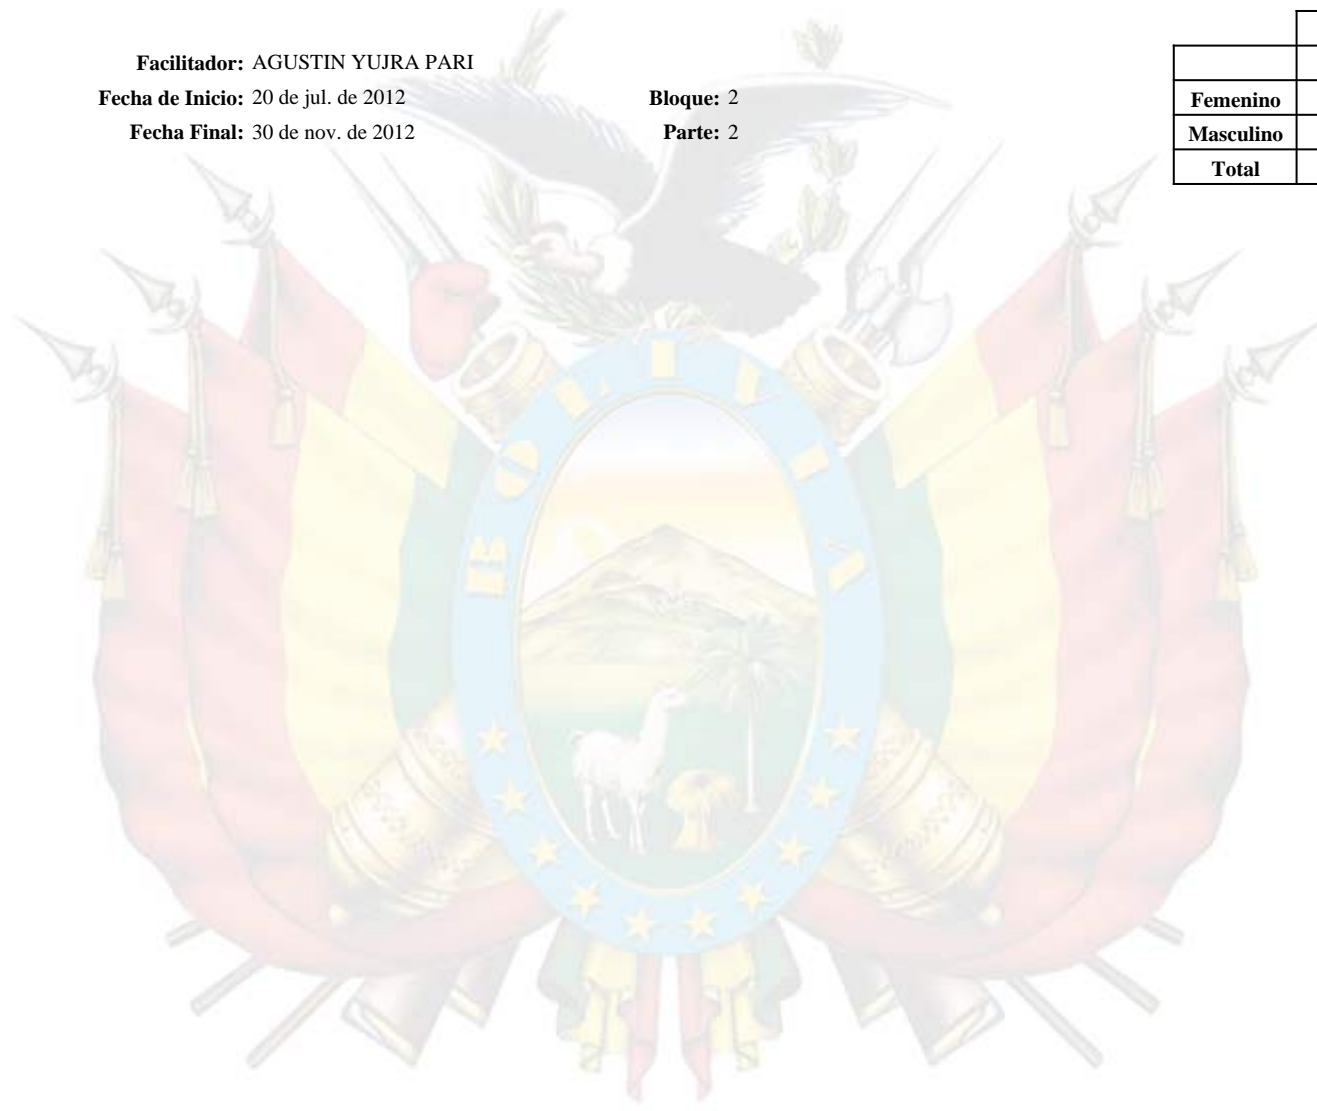 Facilitador: AGUSTIN YUJRA PARI
Fecha de Inicio: 20 de jul. de 2012 Bloque: 2
Fecha Final: 30 de nov. de 2012 Parte: 2
Femenino
Masculino
Total
BOLIVIA